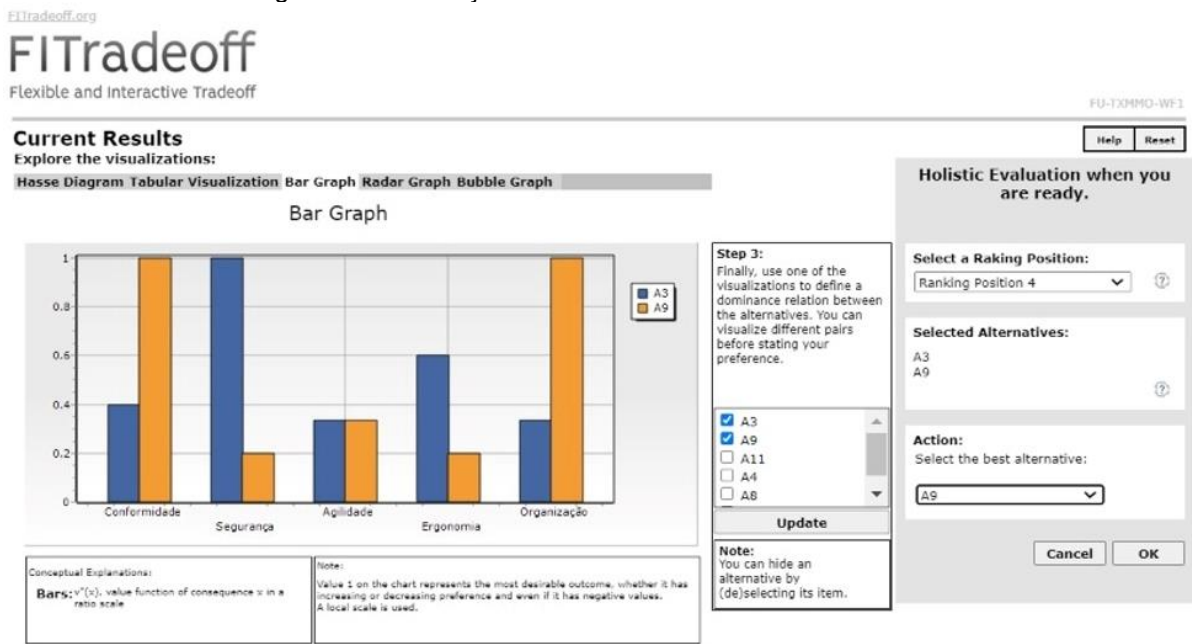 FITradeoff.org
FITradeoff
Flexible and Interactive Tradeoff
FU-TXMMO-WF1
Current Results
Help Reset
Explore the visualizations:
Hasse Diagram Tabular Visualization Bar Graph Radar Graph Bubble Graph
Bar Graph
1
0.8
0.6
0.4
0.2
0
Conformidade
Segurança
Agilidade
Ergonomia
Organização
A3
A9
Conceptual Explanations:
Bars: v"(x), value function of consequence x in a
ratio scale
Note:
Value 1 on the chart represents the most desirable outcome, whether it has
increasing or decreasing preference and even if it has negative values.
A local scale is used.
Step 3:
Finally, use one of the
visualizations to define a
dominance relation between
the alternatives. You can
visualize different pairs
before stating your
preference.
A3
A9
A11
A4
A8
Update
Note:
You can hide an
alternative by
(de)selecting its item.
Holistic Evaluation when you
are ready.
Select a Raking Position:
Ranking Position 4
?
Selected Alternatives:
A3
A9
?
Action:
Select the best alternative:
A9
Cancel OK